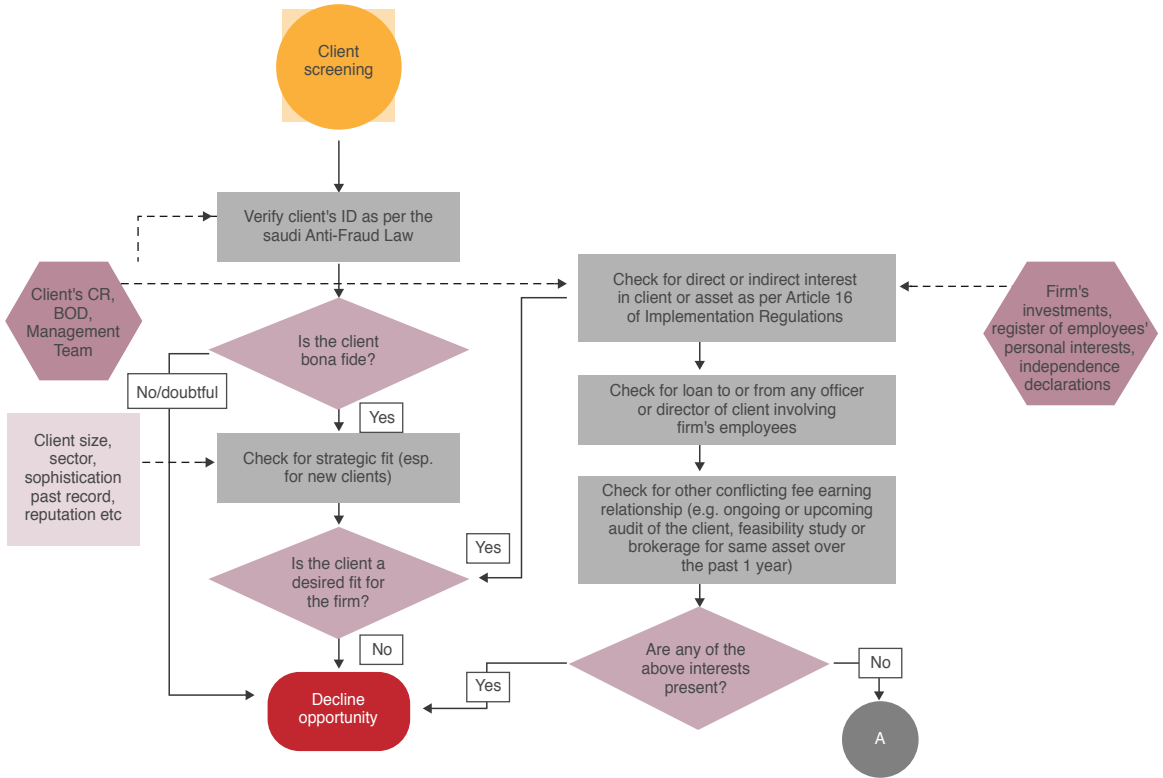 Client
screening
Verify client's ID as per the
saudi Anti-Fraud Law
Client's CR,
BOD,
Management
Team
Is the client
bona fide?
No/doubtful
Yes
Client size,
sector,
sophistication
past record,
reputation etc
Check for strategic fit (esp.
for new clients)
Is the client a
desired fit for
the firm?
Yes
No
Decline
opportunity
Check for direct or indirect interest
in client or asset as per Article 16
of Implementation Regulations
Firm's
investments,
register of employees'
personal interests,
independence
declarations
Check for loan to or from any officer
or director of client involving
firm's employees
Check for other conflicting fee earning
relationship (e.g. ongoing or upcoming
audit of the client, feasibility study or
brokerage for same asset over
the past 1 year)
Are any of the
above interests
present?
Yes
No
A